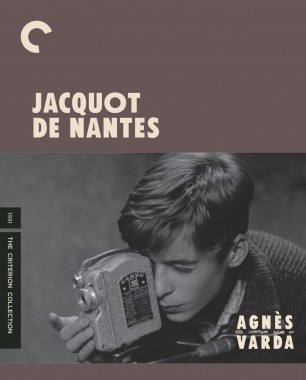 JACQUOT
DE NANTES
1991
THE CRITERION COLLECTION
AGNÈS
VARDA